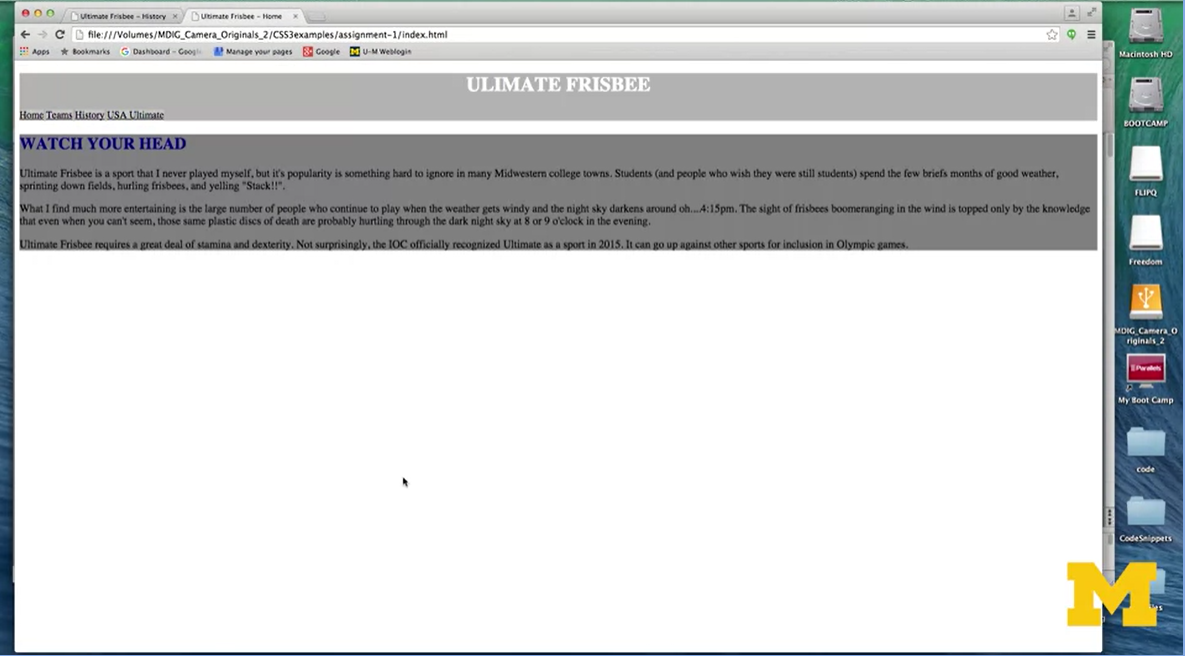 Ultimate Frisbee - History
Ultimate Frisbee - Home
file:///Volumes/MDIG_Camera_Originals_2/CSS3examples/assignment-1/index.html
Apps Bookmarks Dashboard - Googl Manage your pages Google U-M Weblogin
ULIMATE FRISBEE
Home Teams History USA Ultimate
WATCH YOUR HEAD
Ultimate Frisbee is a sport that I never played myself, but it's popularity is something hard to ignore in many Midwestern college towns. Students (and people who wish they were still students) spend the few briefs months of good weather,
sprinting down fields, hurling frisbees, and yelling "Stack!!".
What I find much more entertaining is the large number of people who continue to play when the weather gets windy and the night sky darkens around oh....4:15pm. The sight of frisbees boomeranging in the wind is topped only by the knowledge
that even when you can't seem, those same plastic discs of death are probably hurtling through the dark night sky at 8 or 9 o'clock in the evening.
Ultimate Frisbee requires a great deal of stamina and dexterity. Not surprisingly, the IOC officially recognized Ultimate as a sport in 2015. It can go up against other sports for inclusion in Olympic games.
Macintosh HD
BOOTCAMP
FLIPQ
Freedom
MDIG_Camera_O
riginals_2
Parallels
My Boot Camp
code
CodeSnippets
M